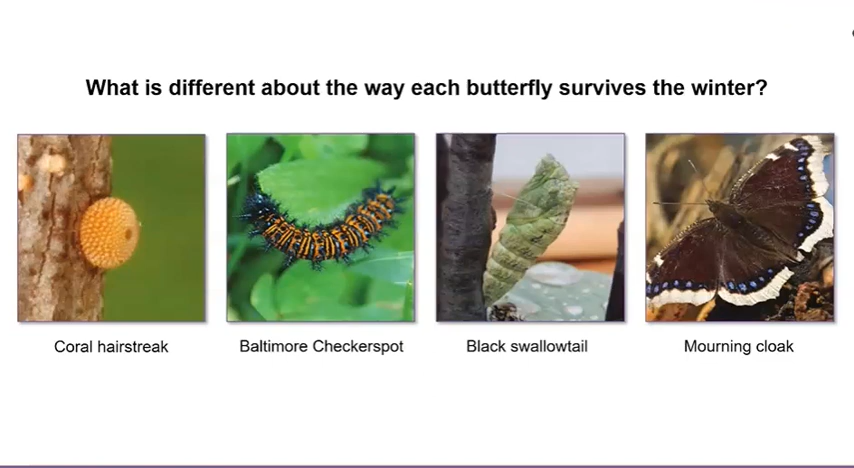 What is different about the way each butterfly survives the winter?
Coral hairstreak
Baltimore Checkerspot
Black swallowtail
Mourning cloak